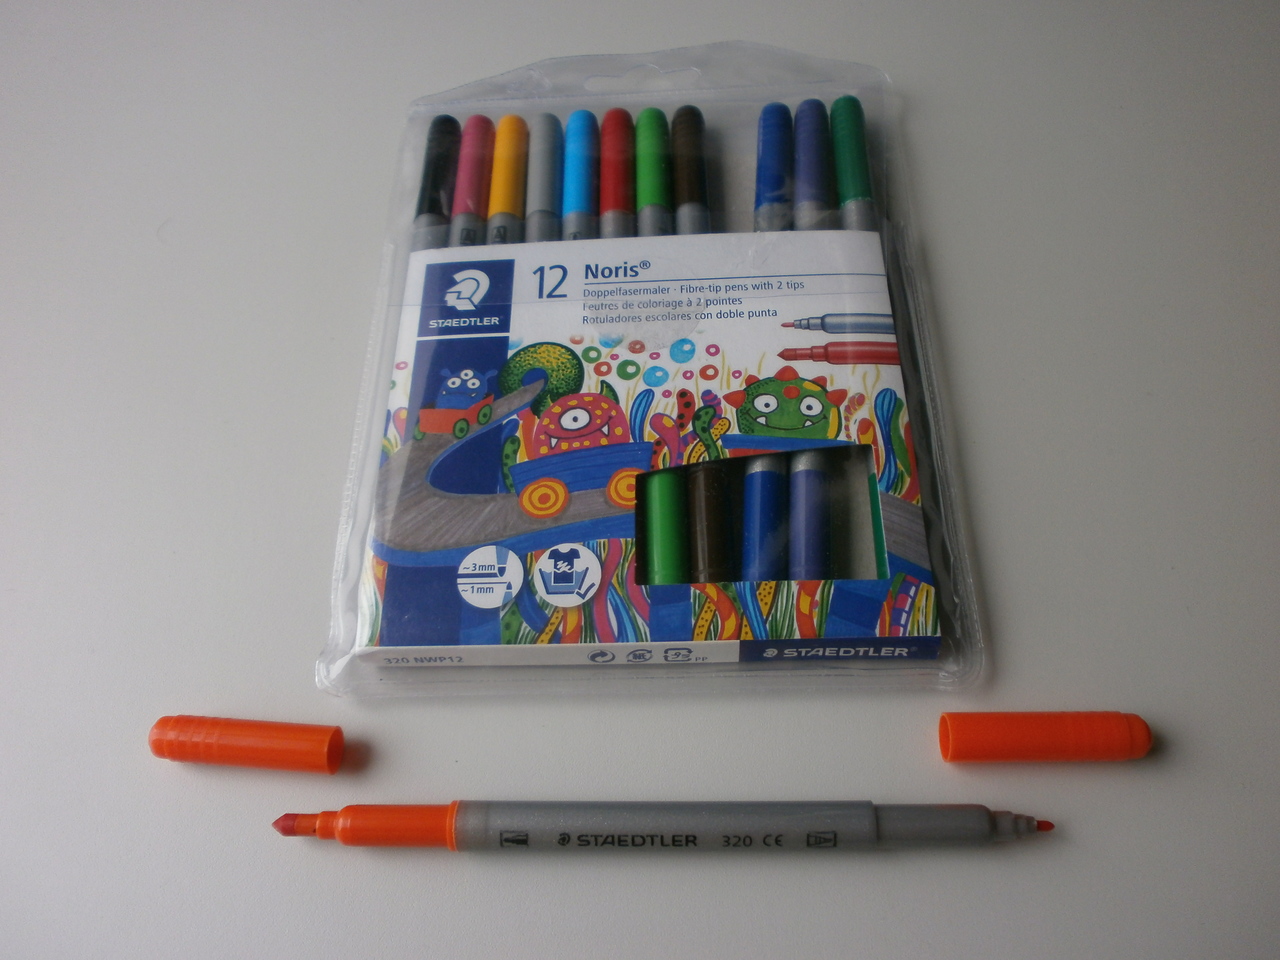 STAEDTLER
12 Noris®
Doppelfasermaler · Fibre-tip pens with 2 tips
Feutres de coloriage à 2 pointes
Rotuladores escolares con doble punta
~3mm
~1mm
320 NWP12
PP
STAEDTLER®
STAEDTLER 320 CE